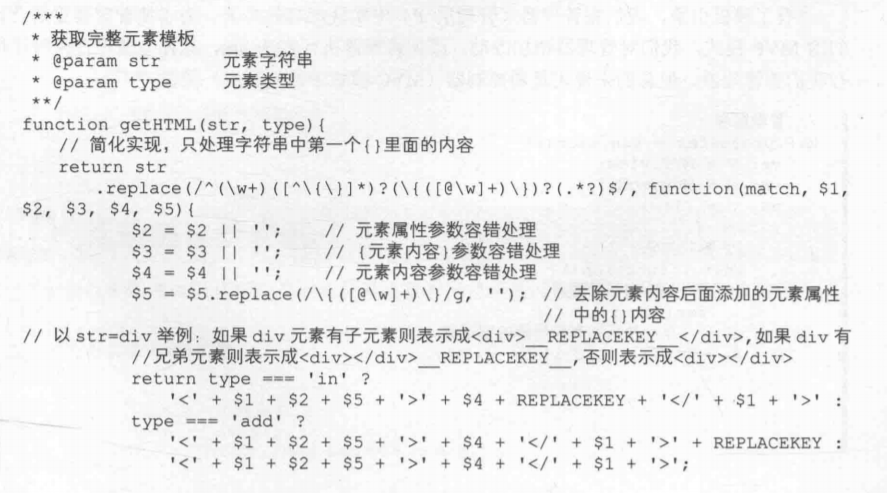 /***
 * 获取完整元素模板
 * @param str      元素字符串
 * @param type     元素类型
 **/
function getHTML(str, type){
    // 简化实现，只处理字符串中第一个{}里面的内容
    return str
        .replace(/^(\w+)([^\{\}]*)?(\{([@\w]+)\})?(.*?)$/, function(match, $1,
$2, $3, $4, $5){
            $2 = $2 || '';    // 元素属性参数容错处理
            $3 = $3 || '';    // {元素内容}参数容错处理
            $4 = $4 || '';    // 元素内容参数容错处理
            $5 = $5.replace(/\{([@\w]+)\}/g, '');  // 去除元素内容后面添加的元素属性
                                                   // 中的{}内容
// 以 str=div 举例：如果 div 元素有子元素则表示成<div>__REPLACEKEY__</div>,如果 div 有
            //兄弟元素则表示成<div></div>__REPLACEKEY__,否则表示成<div></div>
            return type === 'in' ?
                '<' + $1 + $2 + $5 + '>' + $4 + REPLACEKEY + '</' + $1 + '>' :
            type === 'add' ?
                '<' + $1 + $2 + $5 + '>' + $4 + '</' + $1 + '>' + REPLACEKEY :
                '<' + $1 + $2 + $5 + '>' + $4 + '</' + $1 + '>';